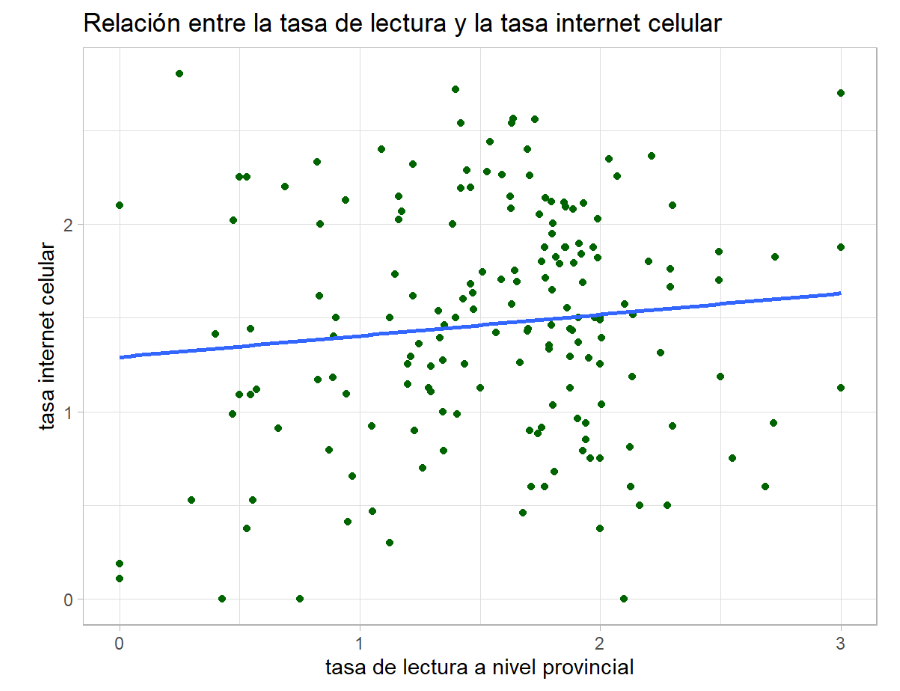 Relación entre la tasa de lectura y la tasa internet celular
tasa internet celular
2
1
0
0 1 2 3
tasa de lectura a nivel provincial